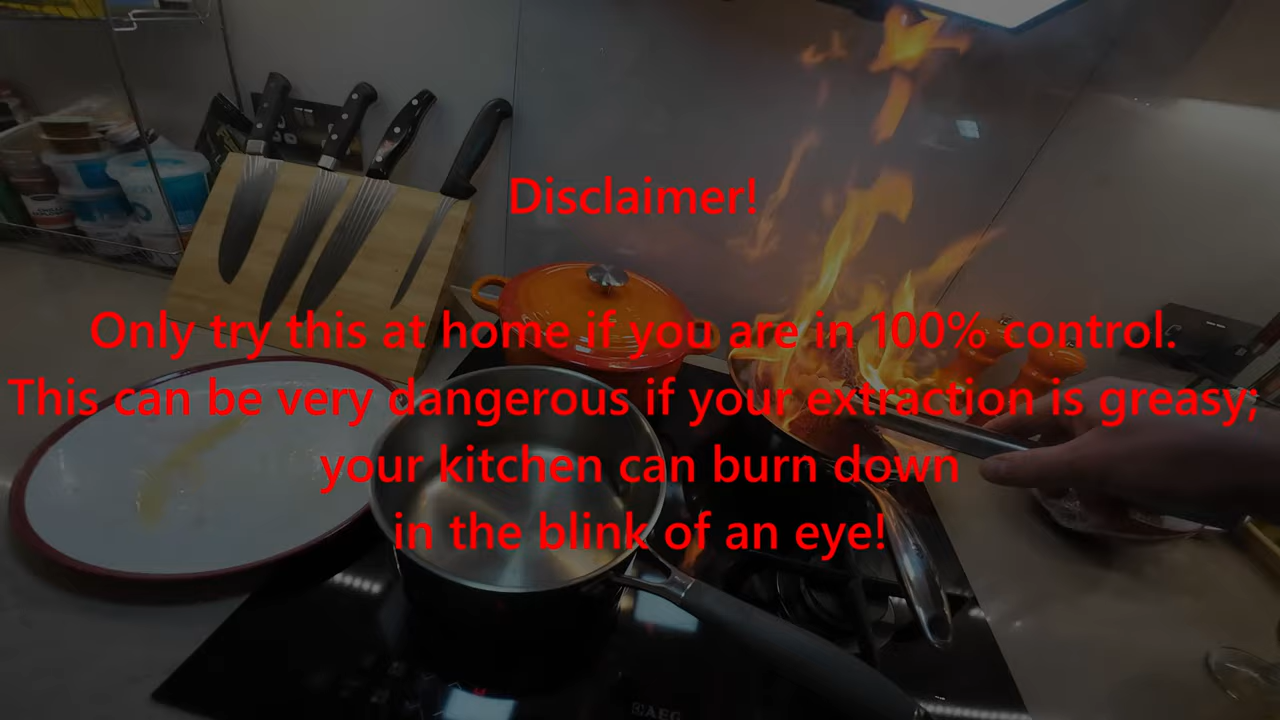 Disclaimer!
Only try this at home if you are in 100% control.
This can be very dangerous if your extraction is greasy;
your kitchen can burn down
in the blink of an eye!
AEG